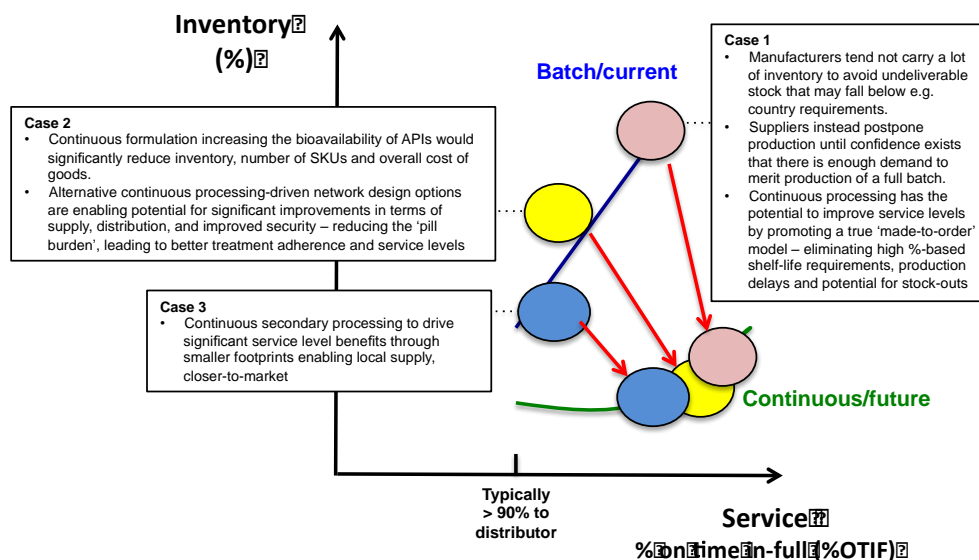 Inventory
(%)
Batch/current
Case 1
• Manufacturers tend not carry a
lot of inventory to avoid undeliverable
stock that may fall below e.g.
country requirements.
• Suppliers instead postpone
production until confidence exists
that there is enough demand to
merit production of a full batch.
• Continuous processing has the
potential to improve service levels
by promoting a true ‘made-to-order’
model – eliminating high %-based
shelf-life requirements, production
delays and potential for stock-outs
Case 2
• Continuous formulation increasing the bioavailability of APIs would
significantly reduce inventory, number of SKUs and overall cost of
goods.
• Alternative continuous processing-driven network design options
are enabling potential for significant improvements in terms of
supply, distribution, and improved security – reducing the ‘pill
burden’, leading to better treatment adherence and service levels
Case 3
• Continuous secondary processing to drive
significant service level benefits through
smaller footprints enabling local supply,
closer-to-market
Continuous/future
Typically
> 90% to
distributor
Service
% on time in-full (%OTIF)